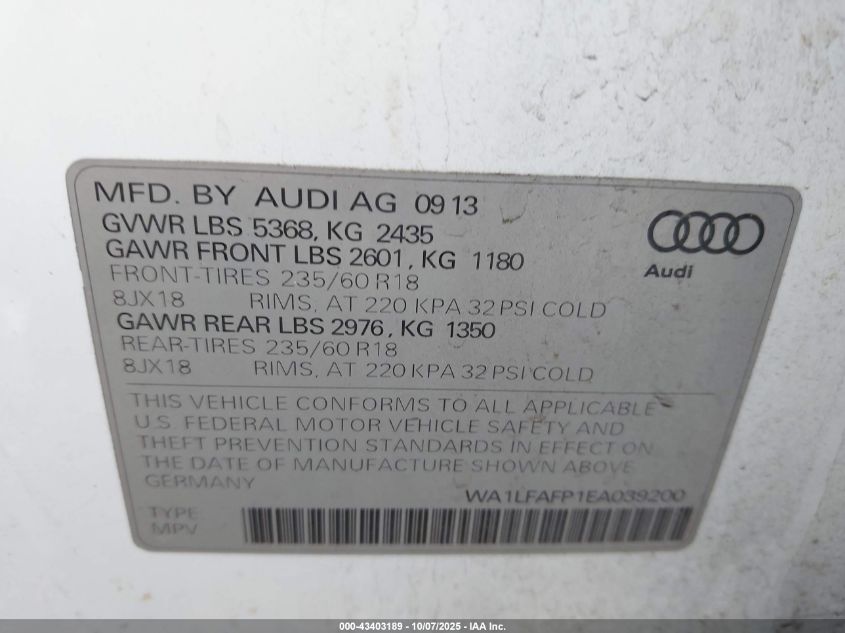 MFD. BY AUDI AG 09 13
GVWR LBS 5368, KG 2435
GAWR FRONT LBS 2601, KG 1180
FRONT-TIRES 235/60 R18
8JX18 RIMS, AT 220 KPA 32 PSI COLD
GAWR REAR LBS 2976, KG 1350
REAR-TIRES 235/60 R18
8JX18 RIMS, AT 220 KPA 32 PSI COLD
Audi
THIS VEHICLE CONFORMS TO ALL APPLICABLE
U.S. FEDERAL MOTOR VEHICLE SAFETY AND
THEFT PREVENTION STANDARDS IN EFFECT ON
THE DATE OF MANUFACTURE SHOWN ABOVE
GERMANY
WA1LFAFP1EA039200
TYPE
MPV
000-43403189 - 10/07/2025 - IAA Inc.